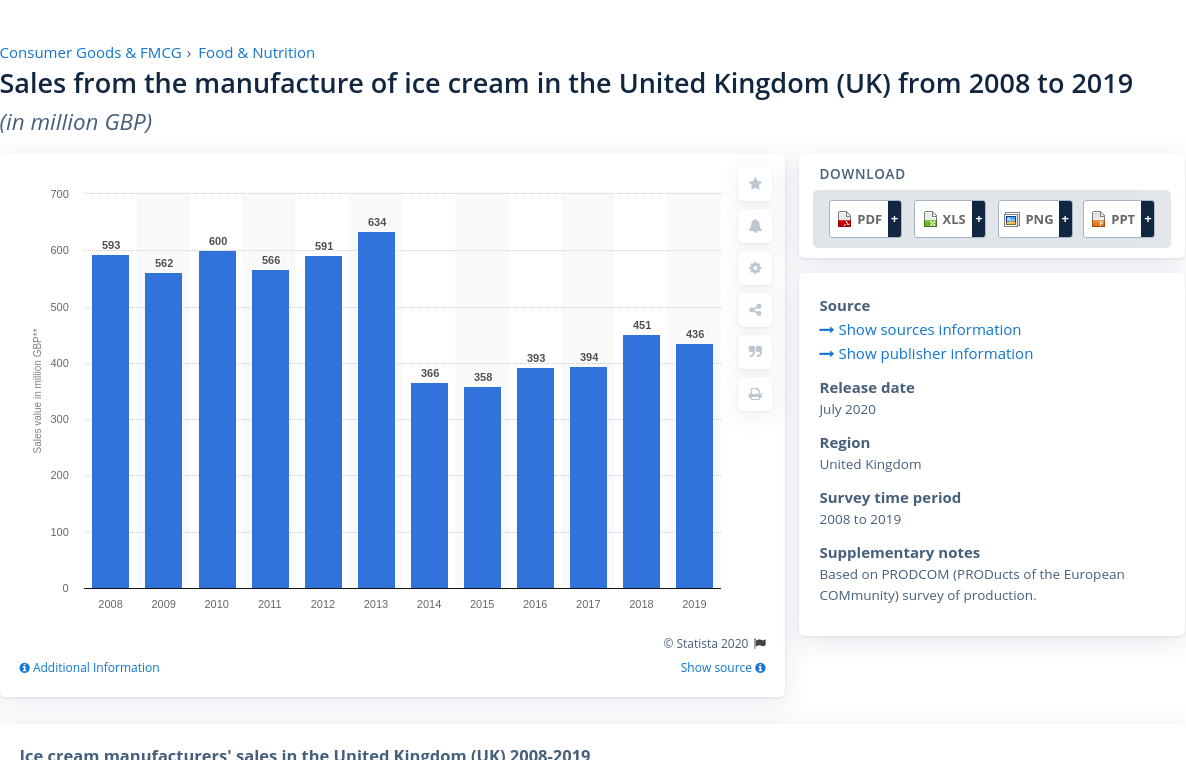 Consumer Goods & FMCG › Food & Nutrition
Sales from the manufacture of ice cream in the United Kingdom (UK) from 2008 to 2019
(in million GBP)
Sales value in million GBP**
700
600
500
400
300
200
100
0
593
562
600
566
591
634
366
358
393
394
451
436
2008 2009 2010 2011 2012 2013 2014 2015 2016 2017 2018 2019
© Statista 2020
Additional Information
Show source
DOWNLOAD
PDF + XLS + PNG + PPT +
Source
Show sources information
Show publisher information
Release date
July 2020
Region
United Kingdom
Survey time period
2008 to 2019
Supplementary notes
Based on PRODCOM (PRODucts of the European
COMmunity) survey of production.
Ice cream manufacturers' sales in the United Kingdom (UK) 2008-2019